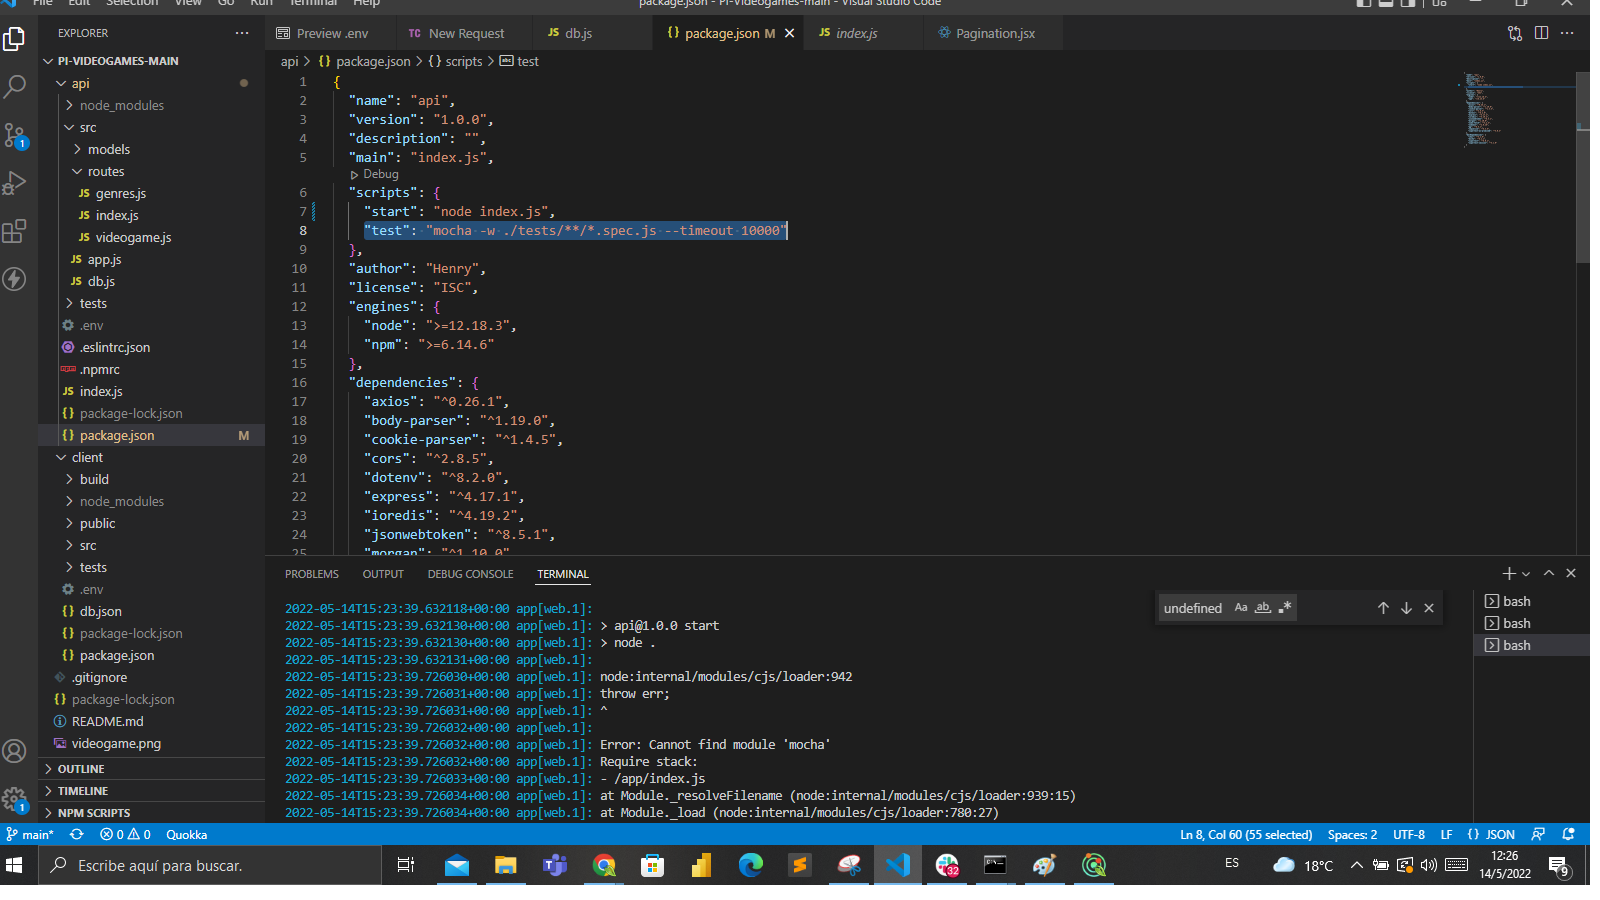 File Edit Selection View Go Run Terminal Help
package.json - PI-Videogames-main - Visual Studio Code
EXPLORER
PI-VIDEOGAMES-MAIN
api
node_modules
src
models
routes
JS genres.js
JS index.js
JS videogame.js
JS app.js
JS db.js
tests
.env
.eslintrc.json
.npmrc
JS index.js
{} package-lock.json
{} package.json M
client
build
node_modules
public
src
tests
.env
{} db.json
{} package-lock.json
{} package.json
.gitignore
{} package-lock.json
README.md
videogame.png
OUTLINE
TIMELINE
NPM SCRIPTS
1
1
Preview .env
TC New Request
JS db.js
{} package.json M
JS index.js
Pagination.jsx
api > {} package.json > {} scripts > abc test
1 {
2 "name": "api",
3 "version": "1.0.0",
4 "description": "",
5 "main": "index.js",
Debug
6 "scripts": {
7 "start": "node index.js",
8 "test": "mocha -w ./tests/**/*.spec.js --timeout 10000"
9 },
10 "author": "Henry",
11 "license": "ISC",
12 "engines": {
13 "node": ">=12.18.3",
14 "npm": ">=6.14.6"
15 },
16 "dependencies": {
17 "axios": "^0.26.1",
18 "body-parser": "^1.19.0",
19 "cookie-parser": "^1.4.5",
20 "cors": "^2.8.5",
21 "dotenv": "^8.2.0",
22 "express": "^4.17.1",
23 "ioredis": "^4.19.2",
24 "jsonwebtoken": "^8.5.1",
25 "morgan": "^1.10.0"
PROBLEMS OUTPUT DEBUG CONSOLE TERMINAL
undefined Aa ab .*
bash
bash
bash
2022-05-14T15:23:39.632118+00:00 app[web.1]:
2022-05-14T15:23:39.632130+00:00 app[web.1]: > api@1.0.0 start
2022-05-14T15:23:39.632130+00:00 app[web.1]: > node .
2022-05-14T15:23:39.632131+00:00 app[web.1]:
2022-05-14T15:23:39.726030+00:00 app[web.1]: node:internal/modules/cjs/loader:942
2022-05-14T15:23:39.726031+00:00 app[web.1]: throw err;
2022-05-14T15:23:39.726031+00:00 app[web.1]: ^
2022-05-14T15:23:39.726032+00:00 app[web.1]:
2022-05-14T15:23:39.726032+00:00 app[web.1]: Error: Cannot find module 'mocha'
2022-05-14T15:23:39.726032+00:00 app[web.1]: Require stack:
2022-05-14T15:23:39.726033+00:00 app[web.1]: - /app/index.js
2022-05-14T15:23:39.726034+00:00 app[web.1]: at Module._resolveFilename (node:internal/modules/cjs/loader:939:15)
2022-05-14T15:23:39.726034+00:00 app[web.1]: at Module._load (node:internal/modules/cjs/loader:780:27)
main* 0 0 Quokka
Ln 8, Col 60 (55 selected) Spaces: 2 UTF-8 LF {} JSON
Escribe aquí para buscar.
32
ES
18°C
12:26
14/5/2022
9